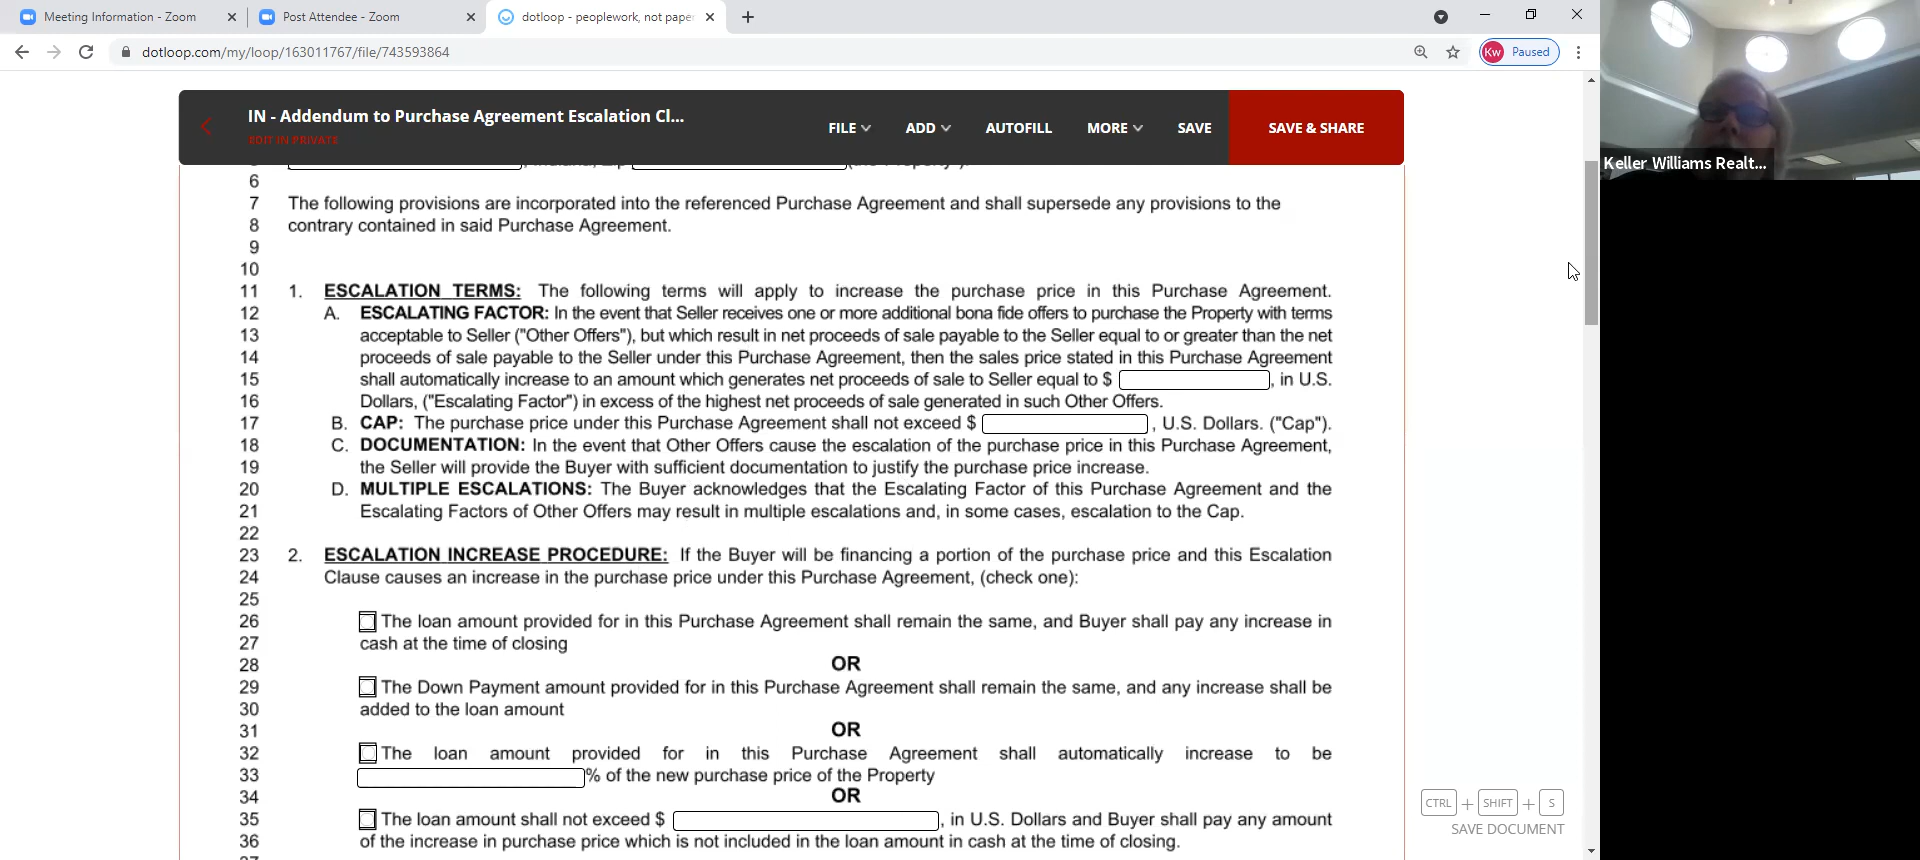 Meeting Information - Zoom
Post Attendee - Zoom
dotloop - peoplework, not pape
dotloop.com/my/loop/163011767/file/743593864
Kw Paused
IN - Addendum to Purchase Agreement Escalation Cl...
EDIT IN PRIVATE
FILE ADD AUTOFILL MORE SAVE SAVE & SHARE
Keller Williams Realt...
6
7 The following provisions are incorporated into the referenced Purchase Agreement and shall supersede any provisions to the
8 contrary contained in said Purchase Agreement.
9
10
11 1. ESCALATION TERMS: The following terms will apply to increase the purchase price in this Purchase Agreement.
12 A. ESCALATING FACTOR: In the event that Seller receives one or more additional bona fide offers to purchase the Property with terms
13 acceptable to Seller ("Other Offers"), but which result in net proceeds of sale payable to the Seller equal to or greater than the net
14 proceeds of sale payable to the Seller under this Purchase Agreement, then the sales price stated in this Purchase Agreement
15 shall automatically increase to an amount which generates net proceeds of sale to Seller equal to $ , in U.S.
16 Dollars, ("Escalating Factor") in excess of the highest net proceeds of sale generated in such Other Offers.
17 B. CAP: The purchase price under this Purchase Agreement shall not exceed $ , U.S. Dollars. ("Cap").
18 C. DOCUMENTATION: In the event that Other Offers cause the escalation of the purchase price in this Purchase Agreement,
19 the Seller will provide the Buyer with sufficient documentation to justify the purchase price increase.
20 D. MULTIPLE ESCALATIONS: The Buyer acknowledges that the Escalating Factor of this Purchase Agreement and the
21 Escalating Factors of Other Offers may result in multiple escalations and, in some cases, escalation to the Cap.
22
23 2. ESCALATION INCREASE PROCEDURE: If the Buyer will be financing a portion of the purchase price and this Escalation
24 Clause causes an increase in the purchase price under this Purchase Agreement, (check one):
25
26 The loan amount provided for in this Purchase Agreement shall remain the same, and Buyer shall pay any increase in
27 cash at the time of closing
28 OR
29 The Down Payment amount provided for in this Purchase Agreement shall remain the same, and any increase shall be
30 added to the loan amount
31 OR
32 The loan amount provided for in this Purchase Agreement shall automatically increase to be
33 % of the new purchase price of the Property
34 OR
35 The loan amount shall not exceed $ , in U.S. Dollars and Buyer shall pay any amount
36 of the increase in purchase price which is not included in the loan amount in cash at the time of closing.
CTRL + SHIFT + S
SAVE DOCUMENT